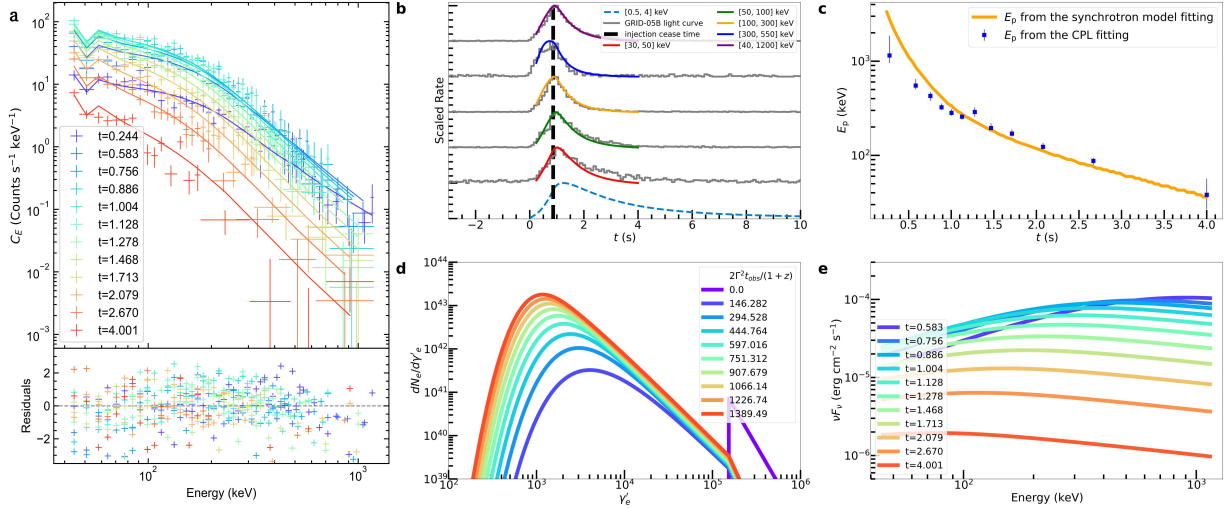 a
10²
10¹
10⁰
10⁻¹
10⁻²
10⁻³
C_E (Counts s⁻¹ keV⁻¹)
t=0.244
t=0.583
t=0.756
t=0.886
t=1.004
t=1.128
t=1.278
t=1.468
t=1.713
t=2.079
t=2.670
t=4.001
2
0
−2
Residuals
10²
10³
Energy (keV)
b
[0.5, 4] keV
GRID-05B light curve
injection cease time
[30, 50] keV
[50, 100] keV
[100, 300] keV
[300, 550] keV
[40, 1200] keV
Scaled Rate
−2
0
2
4
6
8
10
t (s)
c
E_p from the synchrotron model fitting
E_p from the CPL fitting
10³
10²
E_p (keV)
0.5
1.0
1.5
2.0
2.5
3.0
3.5
4.0
t (s)
d
10⁴⁴
10⁴³
10⁴²
10⁴¹
10⁴⁰
10³⁹
dN_e/dγ′_e
2Γ²t_obs/(1 + z)
0.0
146.282
294.528
444.764
597.016
751.312
907.679
1066.14
1226.74
1389.49
10²
10³
10⁴
10⁵
10⁶
γ′_e
e
10⁻⁴
10⁻⁵
10⁻⁶
νF_ν (erg cm⁻² s⁻¹)
t=0.583
t=0.756
t=0.886
t=1.004
t=1.128
t=1.278
t=1.468
t=1.713
t=2.079
t=2.670
t=4.001
10²
10³
Energy (keV)